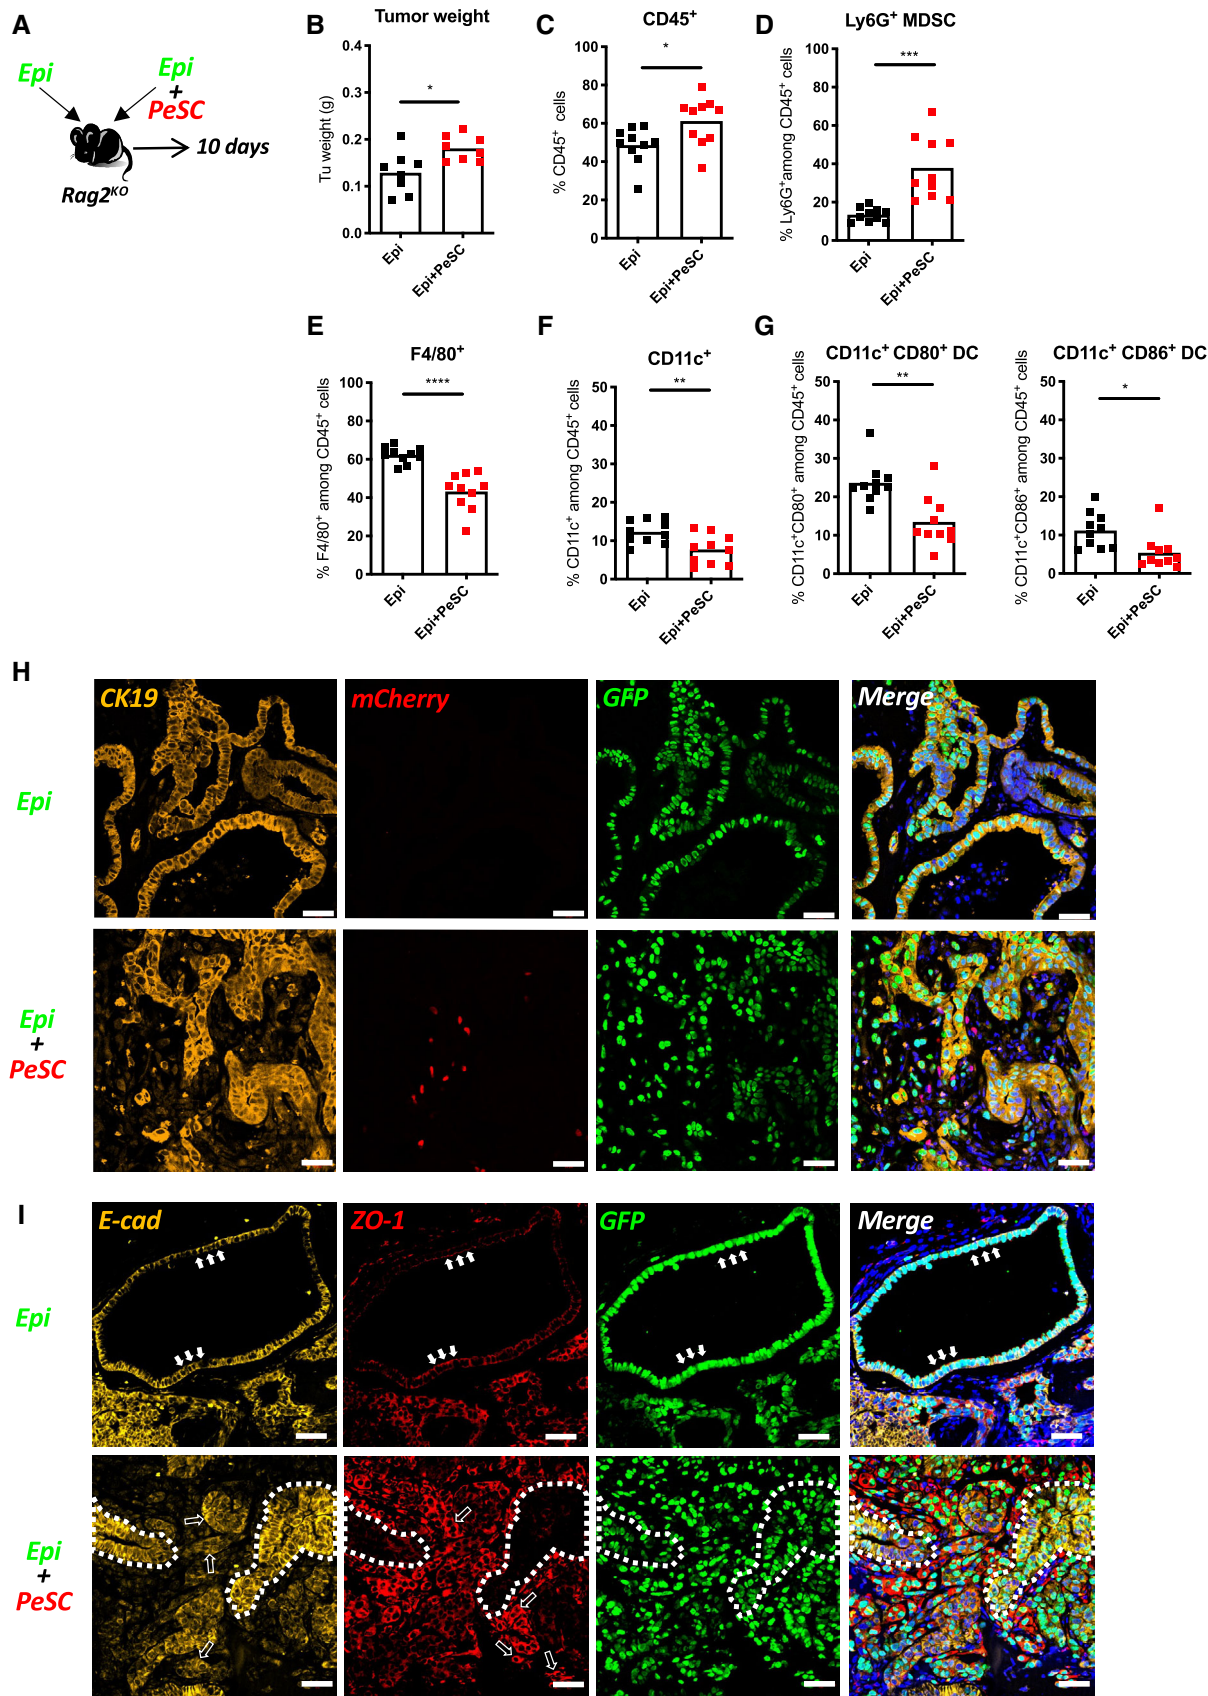 A
Epi
Epi
+
PeSC
10 days
Rag2KO
B
Tumor weight
*
Tu weight (g)
0.4
0.3
0.2
0.1
0.0
Epi
Epi+PeSC
C
CD45+
*
% CD45+ cells
100
80
60
40
20
0
Epi
Epi+PeSC
D
Ly6G+ MDSC
***
% Ly6G+among CD45+ cells
100
80
60
40
20
0
Epi
Epi+PeSC
E
F4/80+
****
% F4/80+ among CD45+ cells
100
80
60
40
20
0
Epi
Epi+PeSC
F
CD11c+
**
% CD11c+ among CD45+ cells
50
40
30
20
10
0
Epi
Epi+PeSC
G
CD11c+ CD80+ DC
**
% CD11c+CD80+ among CD45+ cells
50
40
30
20
10
0
Epi
Epi+PeSC
CD11c+ CD86+ DC
*
% CD11c+CD86+ among CD45+ cells
50
40
30
20
10
0
Epi
Epi+PeSC
H
CK19
mCherry
GFP
Merge
Epi
Epi
+
PeSC
I
E-cad
ZO-1
GFP
Merge
Epi
Epi
+
PeSC